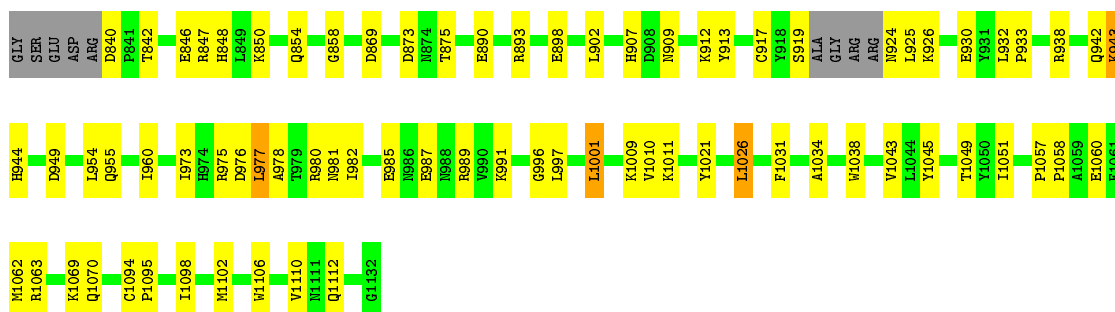 GLY SER GLU ASP ARG D840 P841 T842 E846 R847 H848 L849 K850 Q854 G858 D869 D873 N874 T875 E890 R893 E898 L902 H907 D908 N909 K912 Y913 C917 Y918 S919 ALA GLY ARG ARG N924 L925 K926 E930 Y931 L932 P933 R938 Q942 K943
H944 D949 L954 Q955 I960 I973 H974 R975 D976 L977 A978 T979 R980 N981 I982 E985 N986 E987 N988 R989 V990 K991 G996 L997 L1001 K1009 V1010 K1011 Y1021 L1026 F1031 A1034 W1038 V1043 L1044 Y1045 T1049 Y1050 I1051 P1057 P1058 A1059 E1060
M1062 R1063 K1069 Q1070 C1094 P1095 I1098 M1102 W1106 V1110 N1111 Q1112 G1132